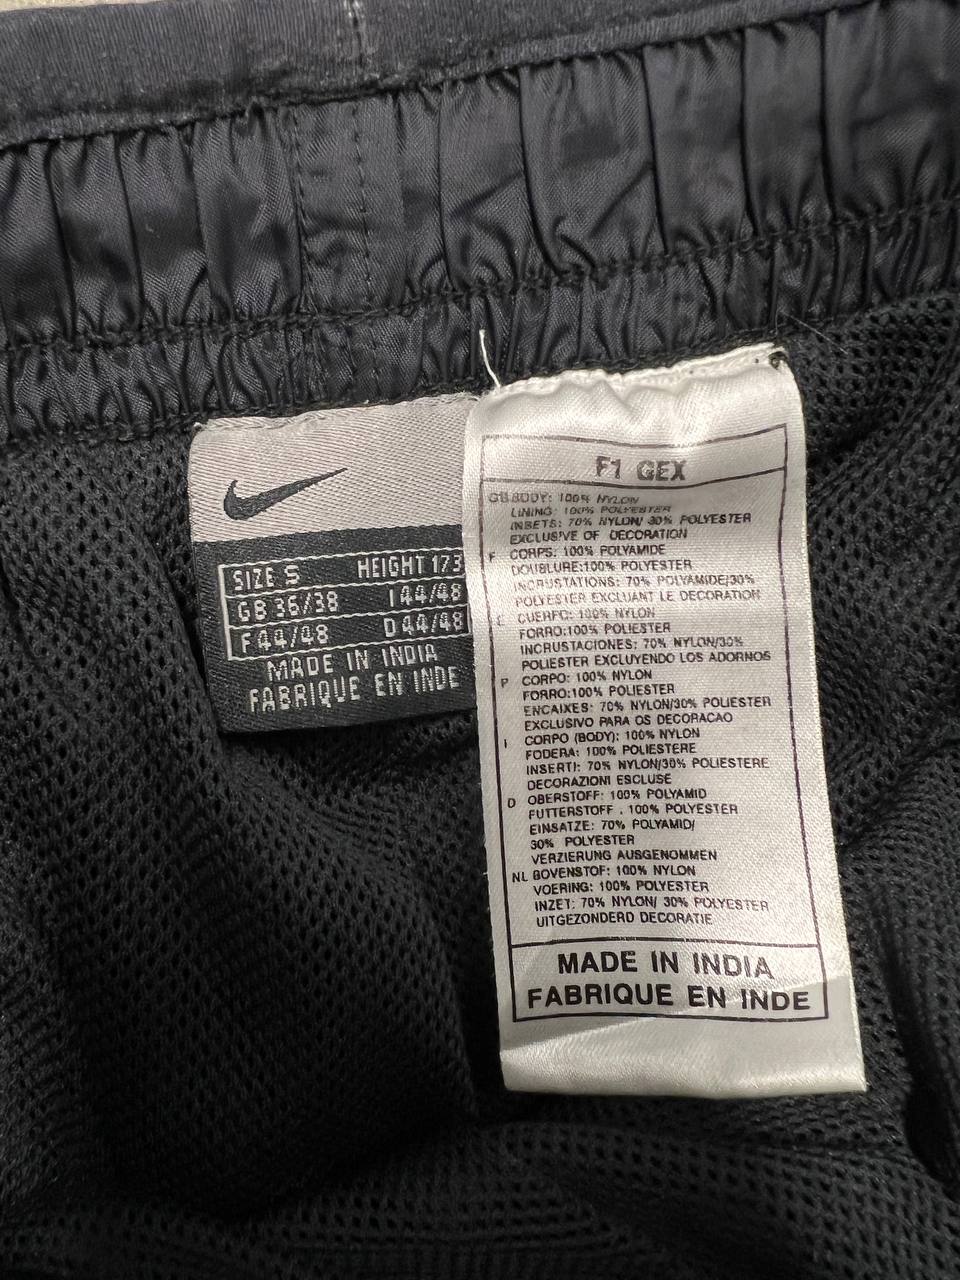 SIZE S HEIGHT 173
GB 36/38 I 44/48
F 44/48 D 44/48
MADE IN INDIA
FABRIQUE EN INDE
F1 GEX
GB BODY: 100% NYLON
LINING: 100% POLYESTER
INSETS: 70% NYLON/ 30% POLYESTER
EXCLUSIVE OF DECORATION
F CORPS: 100% POLYAMIDE
DOUBLURE:100% POLYESTER
INCRUSTATIONS: 70% POLYAMIDE/30%
POLYESTER EXCLUANT LE DECORATION
E CUERPO: 100% NYLON
FORRO:100% POLIESTER
INCRUSTACIONES: 70% NYLON/30%
POLIESTER EXCLUYENDO LOS ADORNOS
P CORPO: 100% NYLON
FORRO:100% POLIESTER
ENCAIXES: 70% NYLON/30% POLIESTER
EXCLUSIVO PARA OS DECORACAO
I CORPO (BODY): 100% NYLON
FODERA: 100% POLIESTERE
INSERTI: 70% NYLON/30% POLIESTERE
DECORAZIONI ESCLUSE
D OBERSTOFF: 100% POLYAMID
FUTTERSTOFF . 100% POLYESTER
EINSATZE: 70% POLYAMID/
30% POLYESTER
VERZIERUNG AUSGENOMMEN
NL BOVENSTOF: 100% NYLON
VOERING: 100% POLYESTER
INZET: 70% NYLON/ 30% POLYESTER
UITGEZONDERD DECORATIE
MADE IN INDIA
FABRIQUE EN INDE